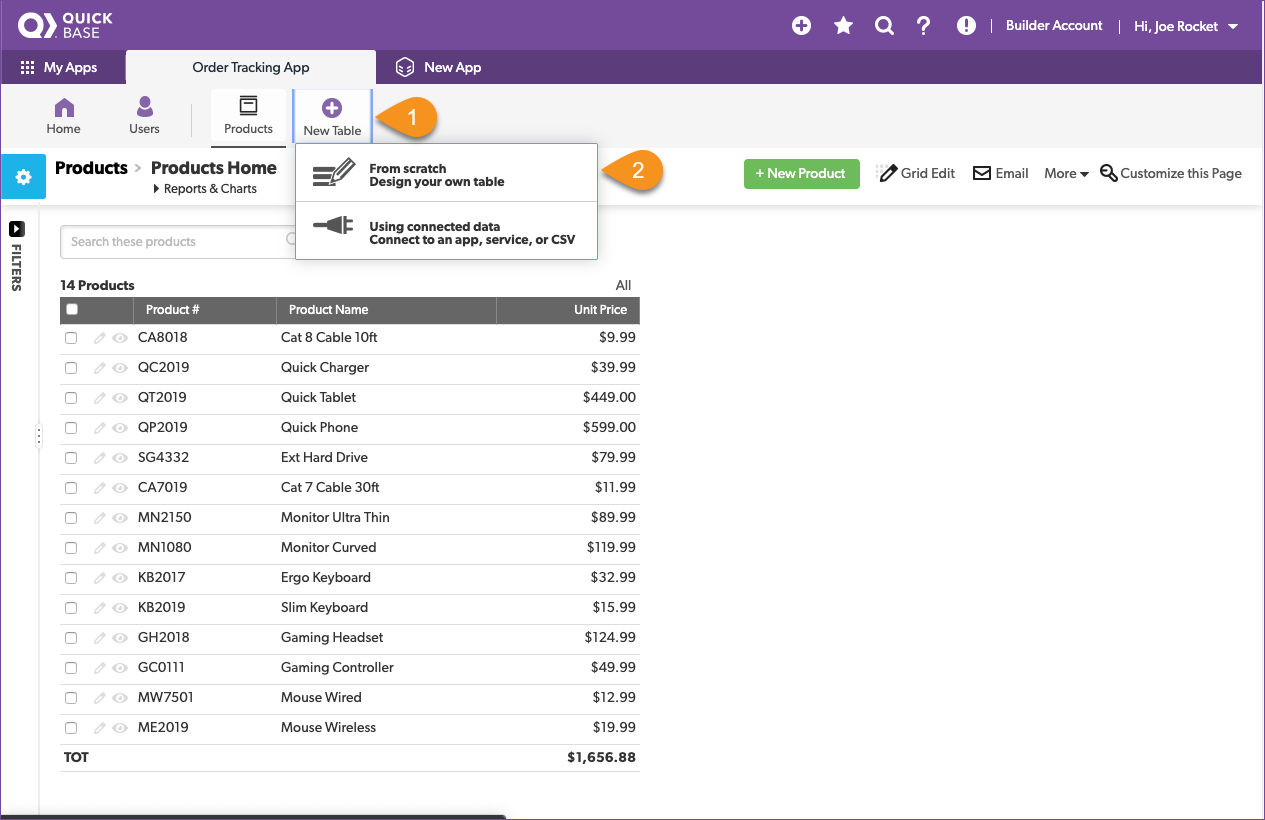 QUICK
BASE
Builder Account
Hi, Joe Rocket
My Apps
Order Tracking App
New App
Home
Users
Products
New Table
1
Products > Products Home
Reports & Charts
From scratch
Design your own table
2
Using connected data
Connect to an app, service, or CSV
+ New Product
Grid Edit
Email
More
Customize this Page
FILTERS
Search these products
14 Products
All
Product # Product Name Unit Price
CA8018 Cat 8 Cable 10ft $9.99
QC2019 Quick Charger $39.99
QT2019 Quick Tablet $449.00
QP2019 Quick Phone $599.00
SG4332 Ext Hard Drive $79.99
CA7019 Cat 7 Cable 30ft $11.99
MN2150 Monitor Ultra Thin $89.99
MN1080 Monitor Curved $119.99
KB2017 Ergo Keyboard $32.99
KB2019 Slim Keyboard $15.99
GH2018 Gaming Headset $124.99
GC0111 Gaming Controller $49.99
MW7501 Mouse Wired $12.99
ME2019 Mouse Wireless $19.99
TOT $1,656.88